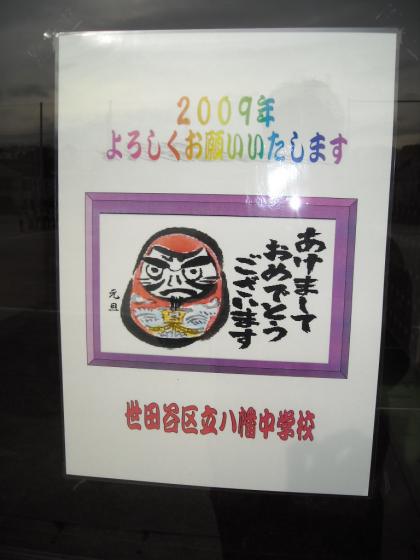 2009年
よろしくお願いいたします
あけまして
おめでとう
ございます
元旦
世田谷区立八幡中学校